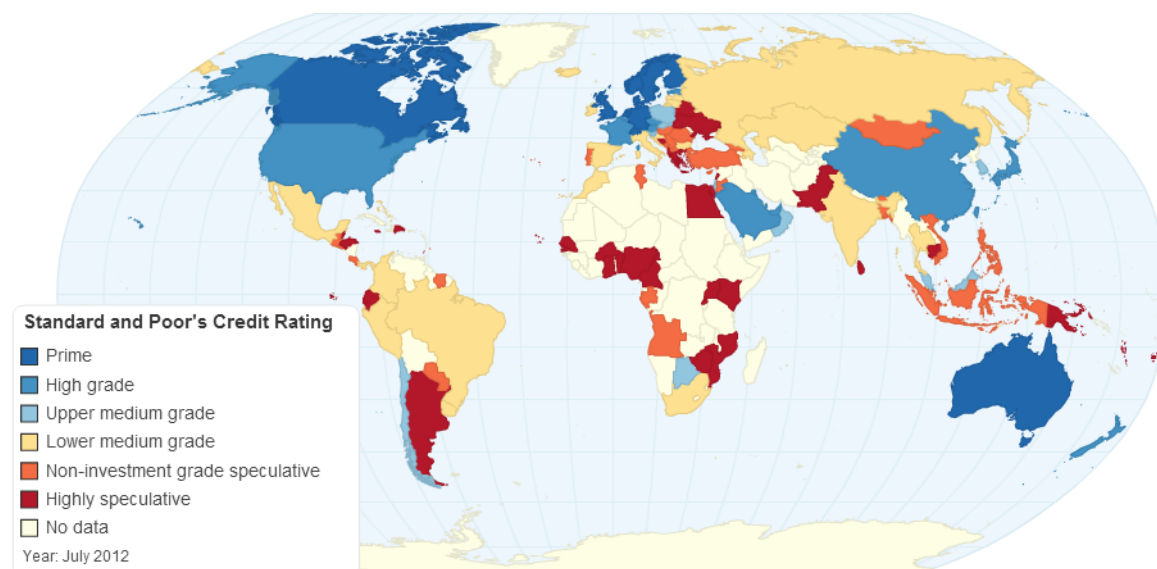 Standard and Poor's Credit Rating
Prime
High grade
Upper medium grade
Lower medium grade
Non-investment grade speculative
Highly speculative
No data
Year: July 2012